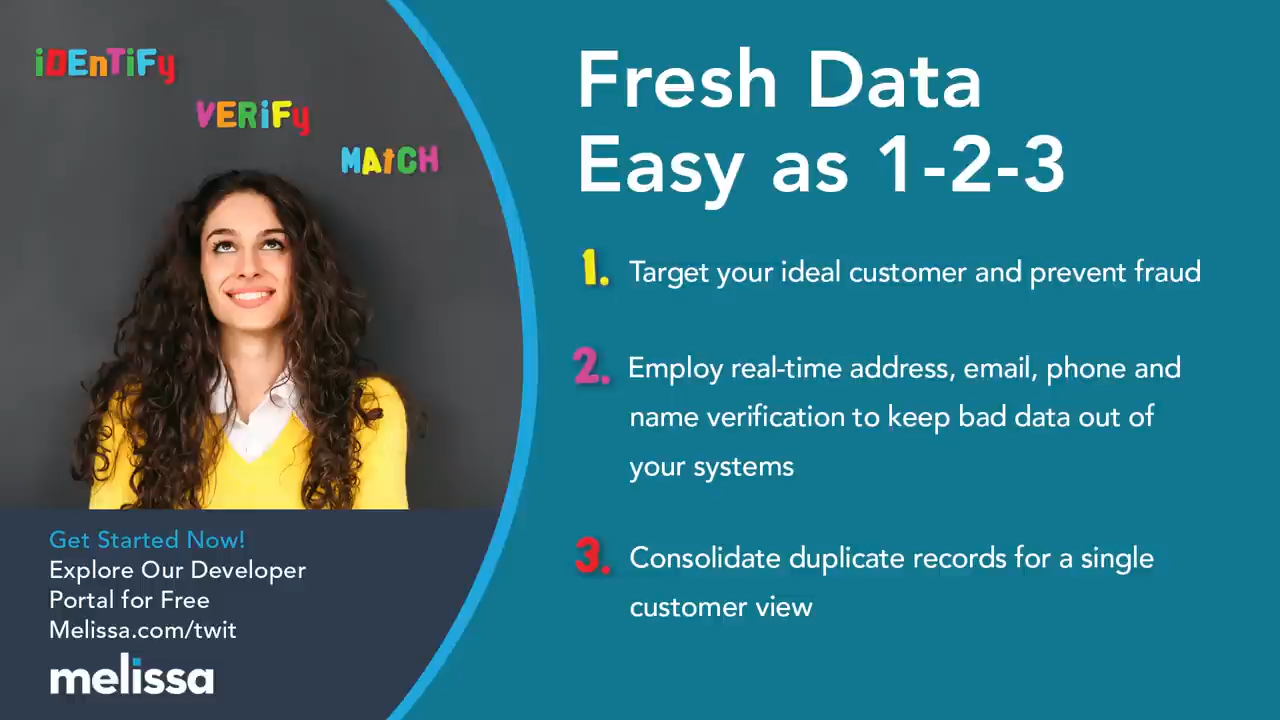 iDEnTiFy
VERiFy
MAtCH
Fresh Data
Easy as 1-2-3
1. Target your ideal customer and prevent fraud
2. Employ real-time address, email, phone and
name verification to keep bad data out of
your systems
3. Consolidate duplicate records for a single
customer view
Get Started Now!
Explore Our Developer
Portal for Free
Melissa.com/twit
melissa